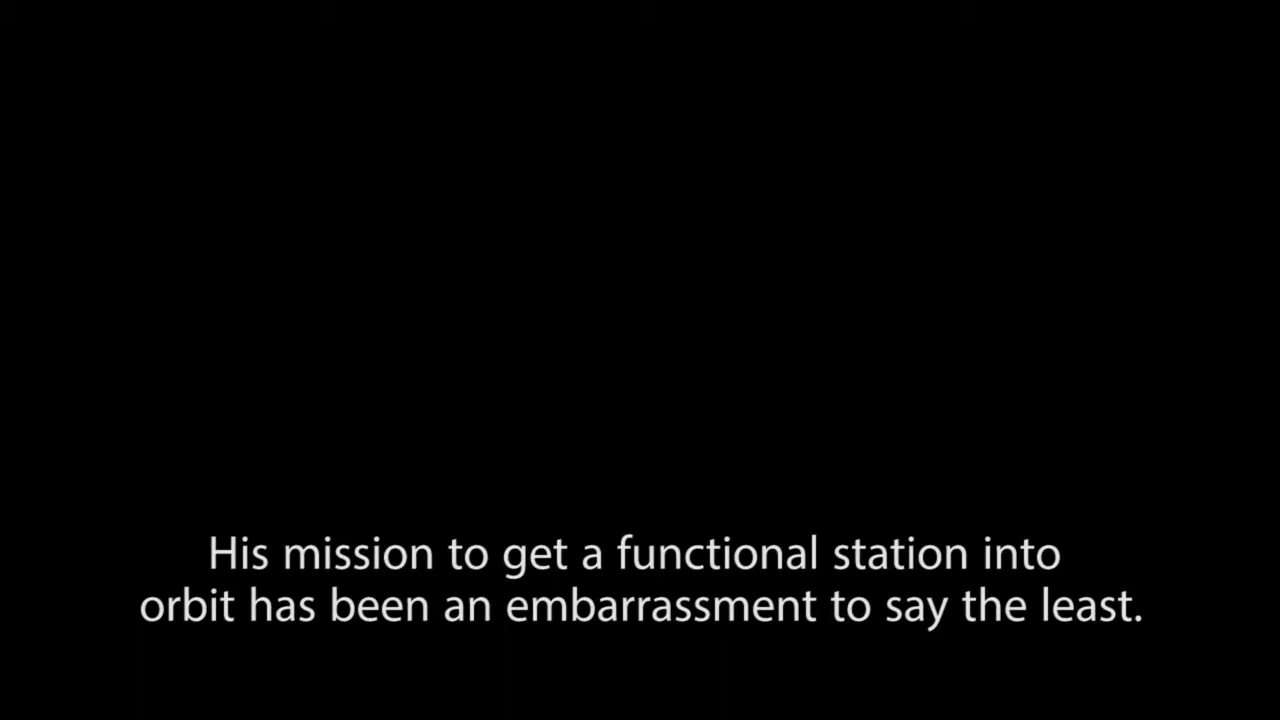 His mission to get a functional station into
orbit has been an embarrassment to say the least.